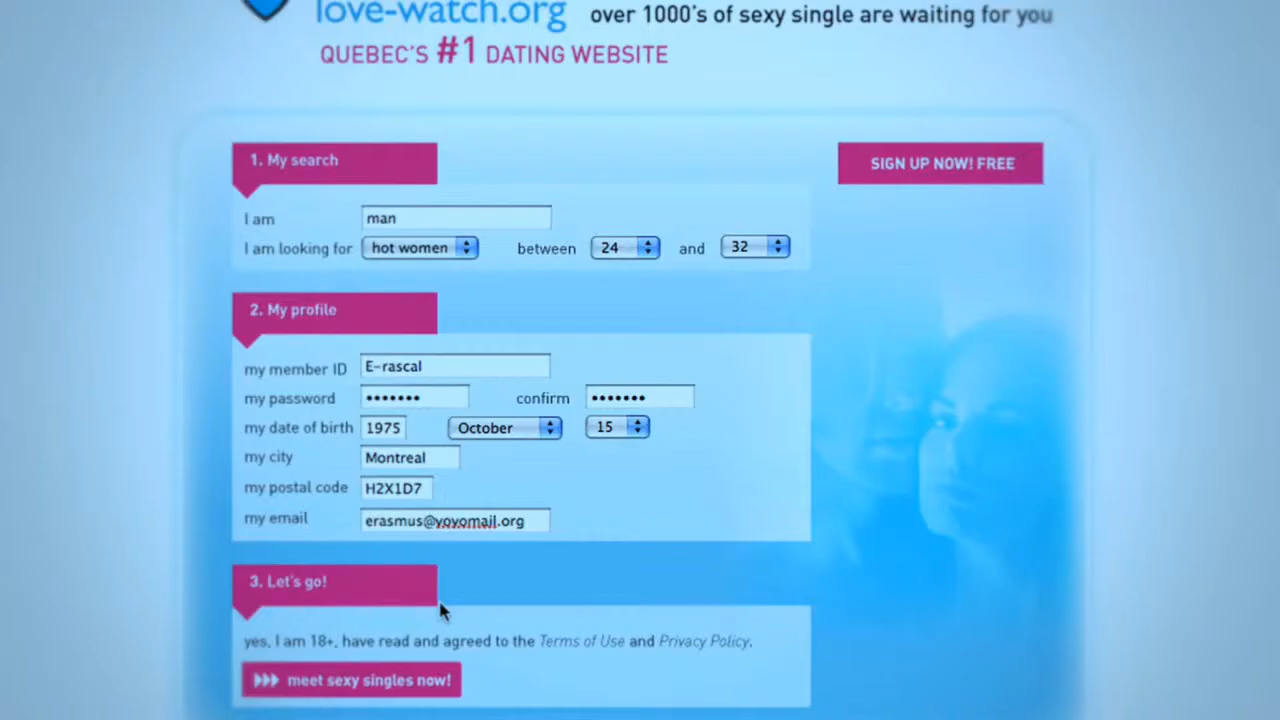 love-watch.org over 1000's of sexy single are waiting for you
QUEBEC'S #1 DATING WEBSITE
1. My search
SIGN UP NOW! FREE
I am man
I am looking for hot women between 24 and 32
2. My profile
my member ID E-rascal
my password ••••••• confirm •••••••
my date of birth 1975 October 15
my city Montreal
my postal code H2X1D7
my email erasmus@yoyomail.org
3. Let's go!
yes, I am 18+, have read and agreed to the Terms of Use and Privacy Policy.
meet sexy singles now!